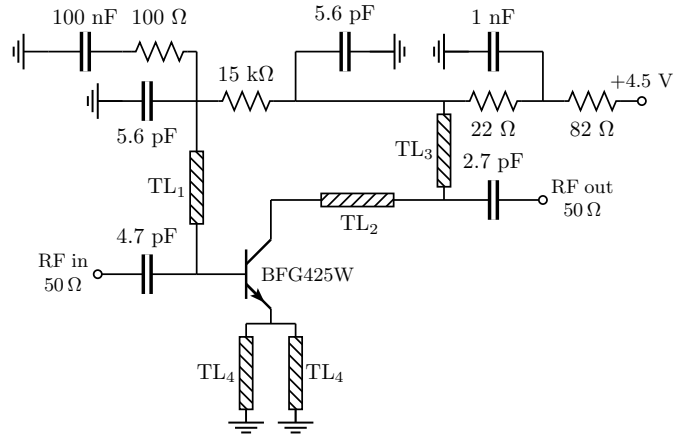 100 nF
100 Ω
5.6 pF
1 nF
15 kΩ
+4.5 V
5.6 pF
22 Ω
82 Ω
TL3
2.7 pF
TL1
RF out
50 Ω
TL2
4.7 pF
RF in
50 Ω
BFG425W
TL4
TL4